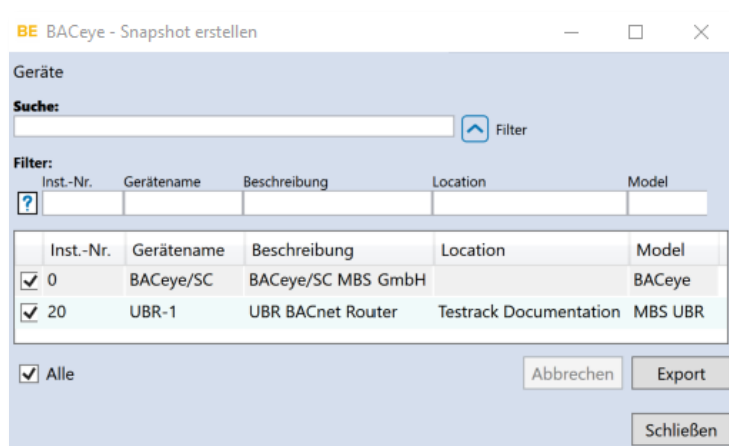 BE BACeye - Snapshot erstellen
Geräte
Suche:
Filter
Filter:
Inst.-Nr. Gerätename Beschreibung Location Model
?
Inst.-Nr. Gerätename Beschreibung Location Model
0 BACeye/SC BACeye/SC MBS GmbH BACeye
20 UBR-1 UBR BACnet Router Testrack Documentation MBS UBR
Alle Abbrechen Export
Schließen